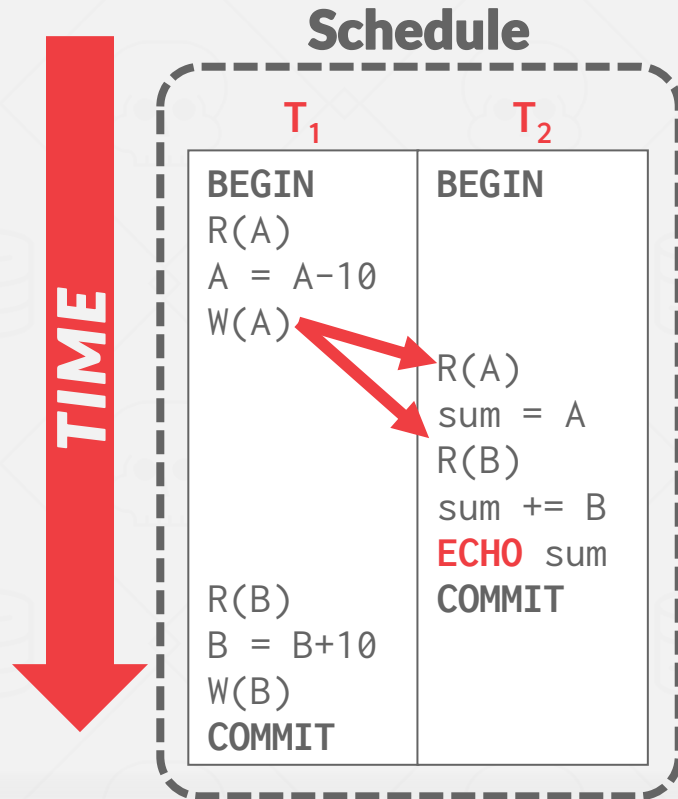 Schedule
TIME
T1 T2
BEGIN BEGIN
R(A)
A = A-10
W(A)
R(A)
sum = A
R(B)
sum += B
ECHO sum
R(B) COMMIT
B = B+10
W(B)
COMMIT